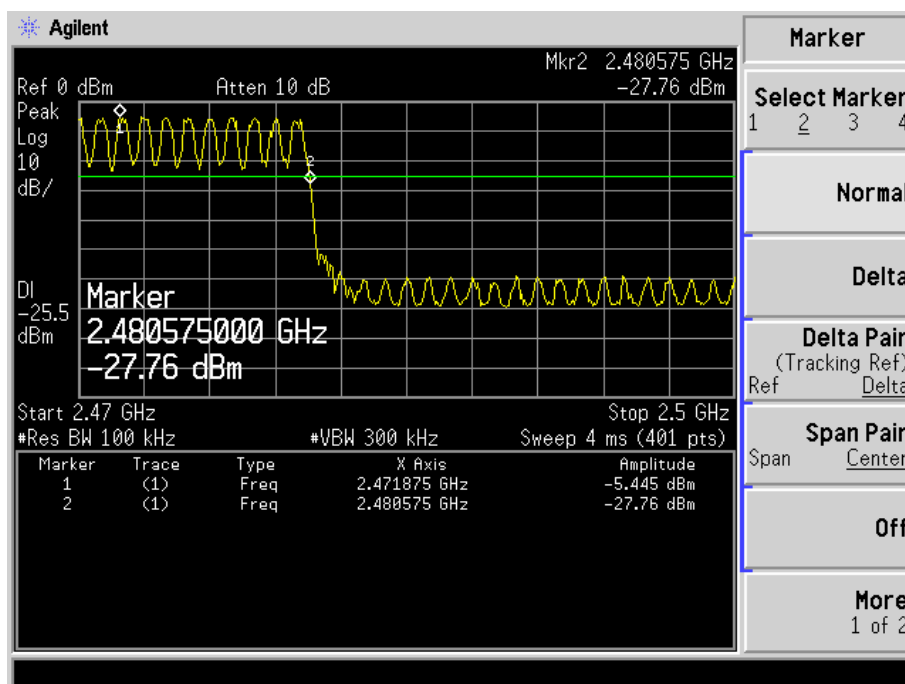 Agilent
Marker
Mkr2 2.480575 GHz
Ref 0 dBm Atten 10 dB -27.76 dBm
Peak
Log
10
dB/
1
2
DI
-25.5
dBm
Marker
2.480575000 GHz
-27.76 dBm
Start 2.47 GHz Stop 2.5 GHz
#Res BW 100 kHz #VBW 300 kHz Sweep 4 ms (401 pts)
Marker Trace Type X Axis Amplitude
1 (1) Freq 2.471875 GHz -5.445 dBm
2 (1) Freq 2.480575 GHz -27.76 dBm
Select Marker
1 2 3 4
Normal
Delta
Delta Pair
(Tracking Ref)
Ref Delta
Span Pair
Span Center
Off
More
1 of 2